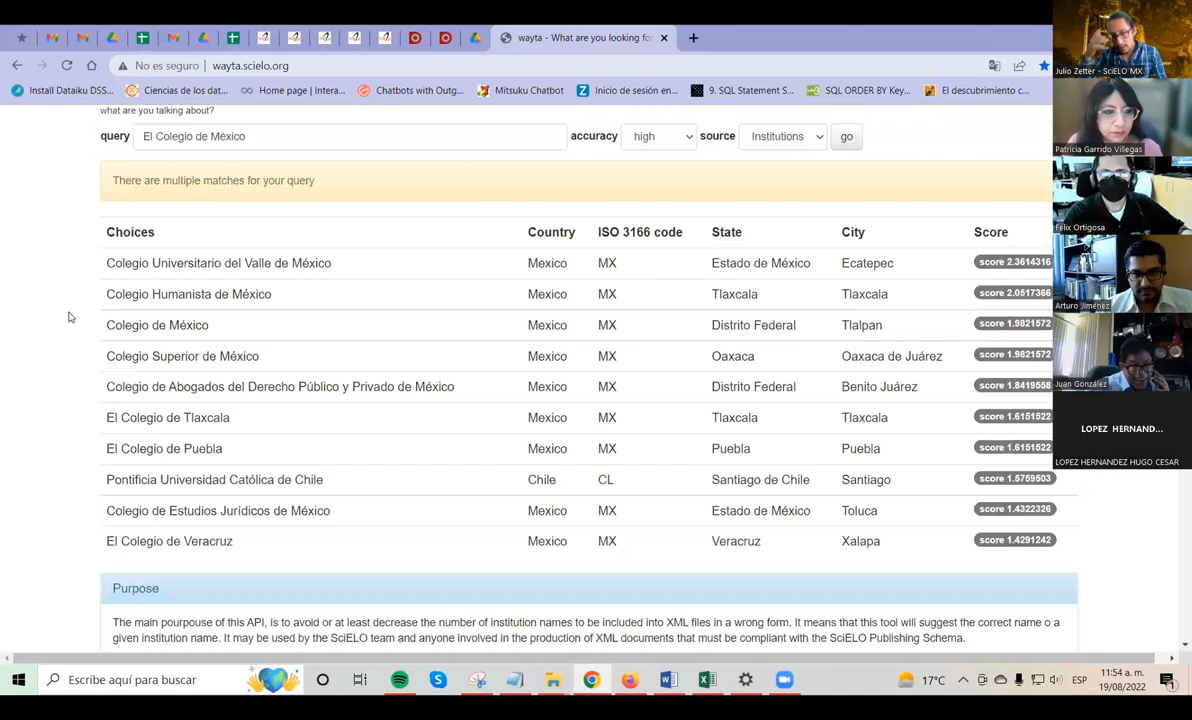 wayta - What are you looking for
No es seguro | wayta.scielo.org
Install Dataiku DSS... Ciencias de los dat... Home page | Intera... Chatbots with Outg... Mitsuku Chatbot Inicio de sesión en... 9. SQL Statement S... SQL ORDER BY Key... El descubrimiento c...
what are you talking about?
query El Colegio de México accuracy high source Institutions go
There are multiple matches for your query
Choices Country ISO 3166 code State City Score
Colegio Universitario del Valle de México Mexico MX Estado de México Ecatepec score 2.3614316
Colegio Humanista de México Mexico MX Tlaxcala Tlaxcala score 2.0517366
Colegio de México Mexico MX Distrito Federal Tlalpan score 1.9821572
Colegio Superior de México Mexico MX Oaxaca Oaxaca de Juárez score 1.9821572
Colegio de Abogados del Derecho Público y Privado de México Mexico MX Distrito Federal Benito Juárez score 1.8419558
El Colegio de Tlaxcala Mexico MX Tlaxcala Tlaxcala score 1.6151522
El Colegio de Puebla Mexico MX Puebla Puebla score 1.6151522
Pontificia Universidad Católica de Chile Chile CL Santiago de Chile Santiago score 1.5759503
Colegio de Estudios Jurídicos de México Mexico MX Estado de México Toluca score 1.4322326
El Colegio de Veracruz Mexico MX Veracruz Xalapa score 1.4291242
Purpose
The main pourpouse of this API, is to avoid or at least decrease the number of institution names to be included into XML files in a wrong form. It means that this tool will suggest the correct name o a
given institution name. It may be used by the SciELO team and anyone involved in the production of XML documents that must be compliant with the SciELO Publishing Schema.
Julio Zetter - SciELO MX
Patricia Garrido Villegas
Félix Ortigosa
Arturo Jiménez
Juan González
LOPEZ HERNAND...
LOPEZ HERNANDEZ HUGO CESAR
Escribe aquí para buscar
17°C
ESP
11:54 a. m.
19/08/2022
1